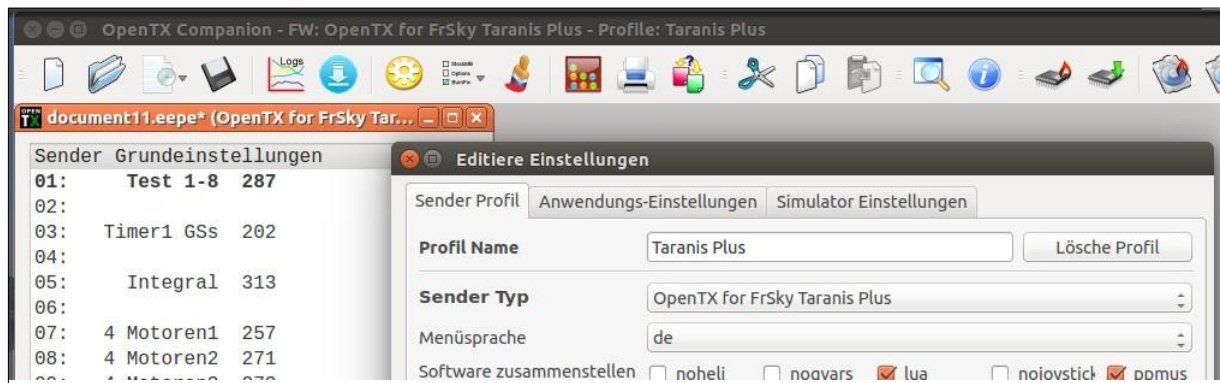 OpenTX Companion - FW: OpenTX for FrSky Taranis Plus - Profile: Taranis Plus
Logs
document11.eepe* (OpenTX for FrSky Tar...
Sender Grundeinstellungen
01: Test 1-8 287
02:
03: Timer1 GSs 202
04:
05: Integral 313
06:
07: 4 Motoren1 257
08: 4 Motoren2 271
Editiere Einstellungen
Sender Profil Anwendungs-Einstellungen Simulator Einstellungen
Profil Name Taranis Plus Lösche Profil
Sender Typ OpenTX for FrSky Taranis Plus
Menüsprache de
Software zusammenstellen noheli nogvars lua nojoystick ppmus